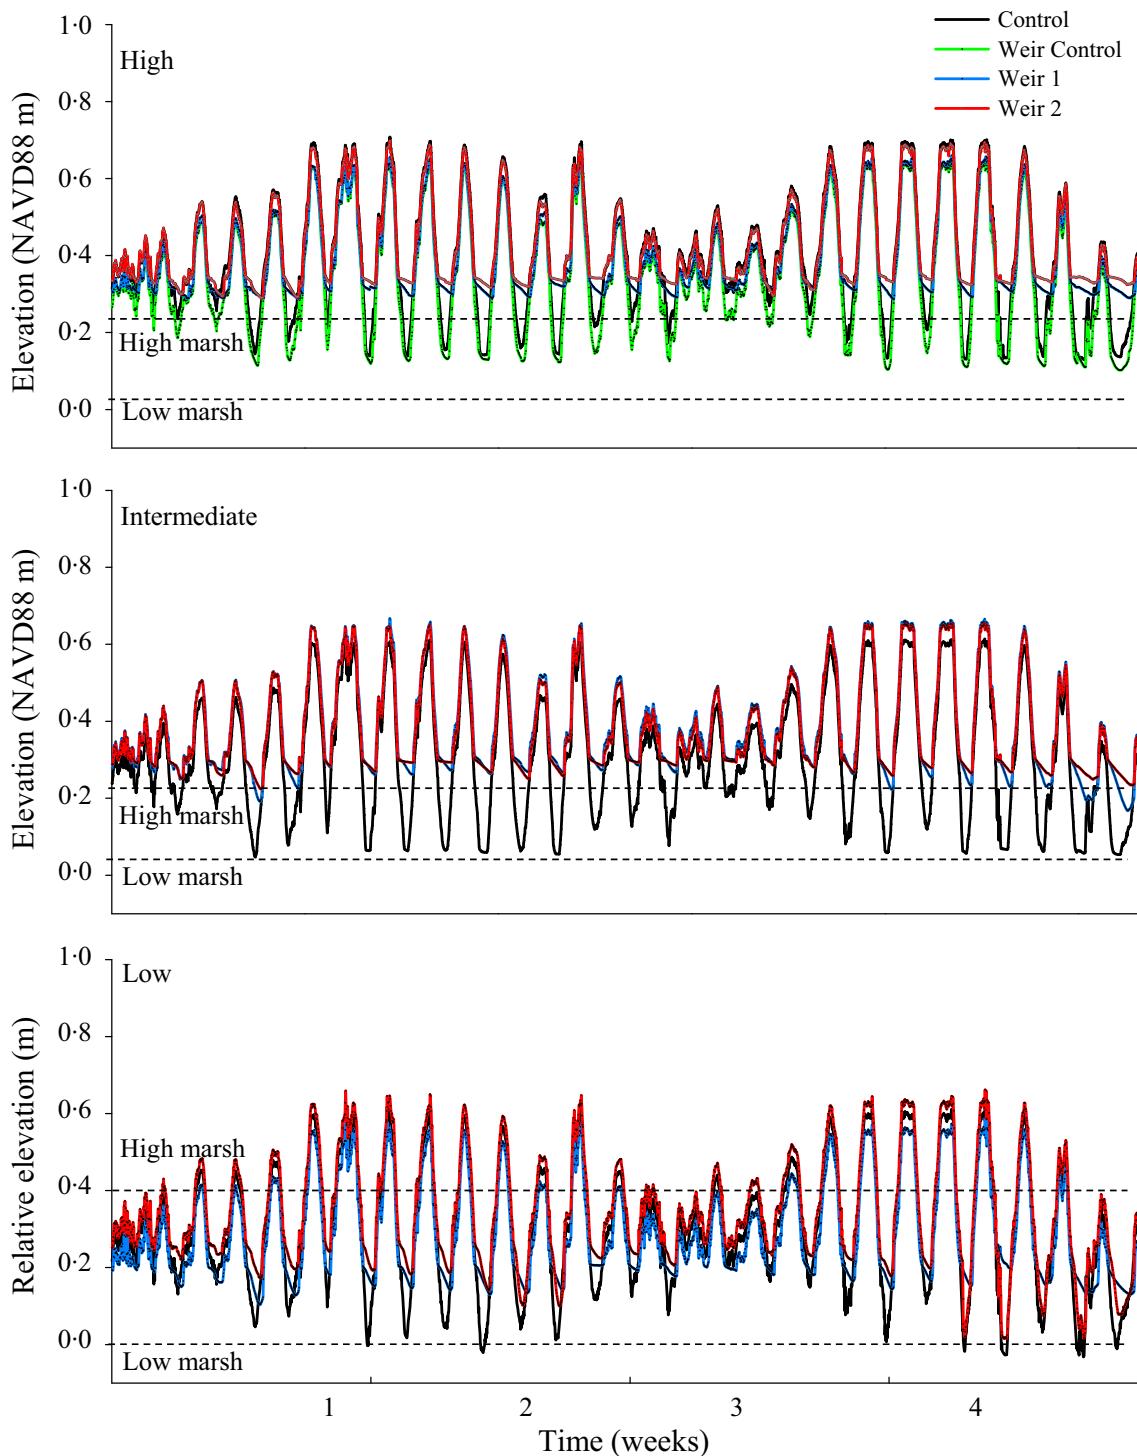 Control
Weir Control
Weir 1
Weir 2
Elevation (NAVD88 m)
1·0
0·8
0·6
0·4
0·2
0·0
High
High marsh
Low marsh
Elevation (NAVD88 m)
1·0
0·8
0·6
0·4
0·2
0·0
Intermediate
High marsh
Low marsh
Relative elevation (m)
1·0
0·8
0·6
0·4
0·2
0·0
Low
High marsh
Low marsh
1 2 3 4
Time (weeks)